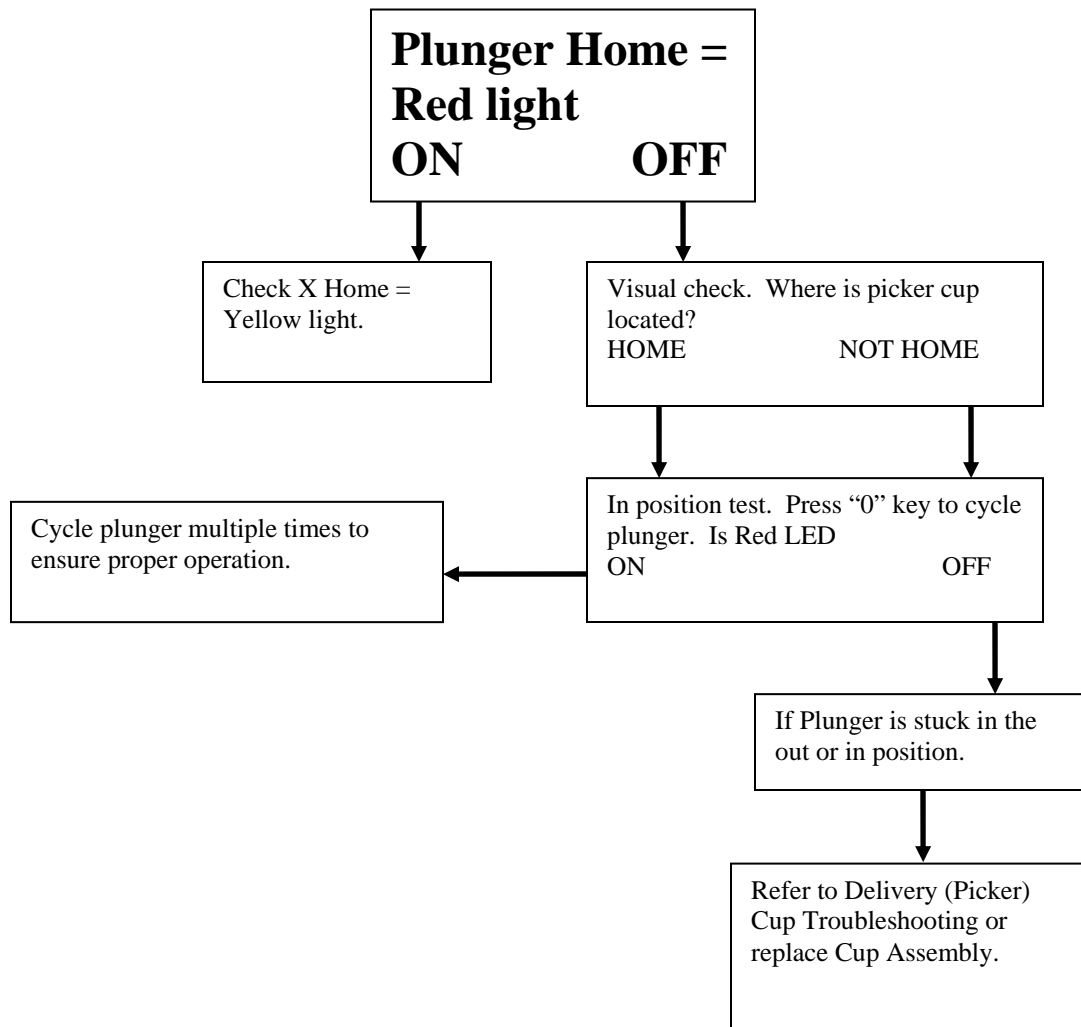 Plunger Home =
Red light
ON OFF
Check X Home =
Yellow light.
Visual check.  Where is picker cup
located?
HOME NOT HOME
In position test.  Press “0” key to cycle
plunger.  Is Red LED
ON OFF
Cycle plunger multiple times to
ensure proper operation.
If Plunger is stuck in the
out or in position.
Refer to Delivery (Picker)
Cup Troubleshooting or
replace Cup Assembly.